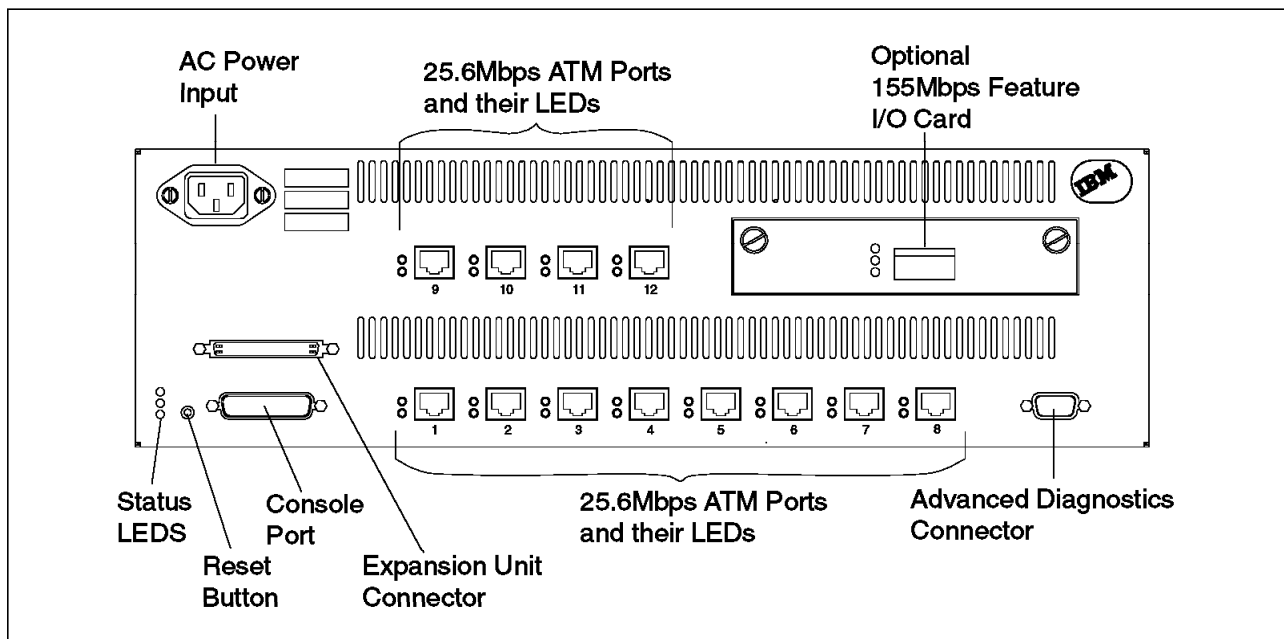 AC Power
Input
25.6Mbps ATM Ports
and their LEDs
Optional
155Mbps Feature
I/O Card
IBM
9 10 11 12
1 2 3 4 5 6 7 8
Status
LEDS
Reset
Button
Console
Port
Expansion Unit
Connector
25.6Mbps ATM Ports
and their LEDs
Advanced Diagnostics
Connector